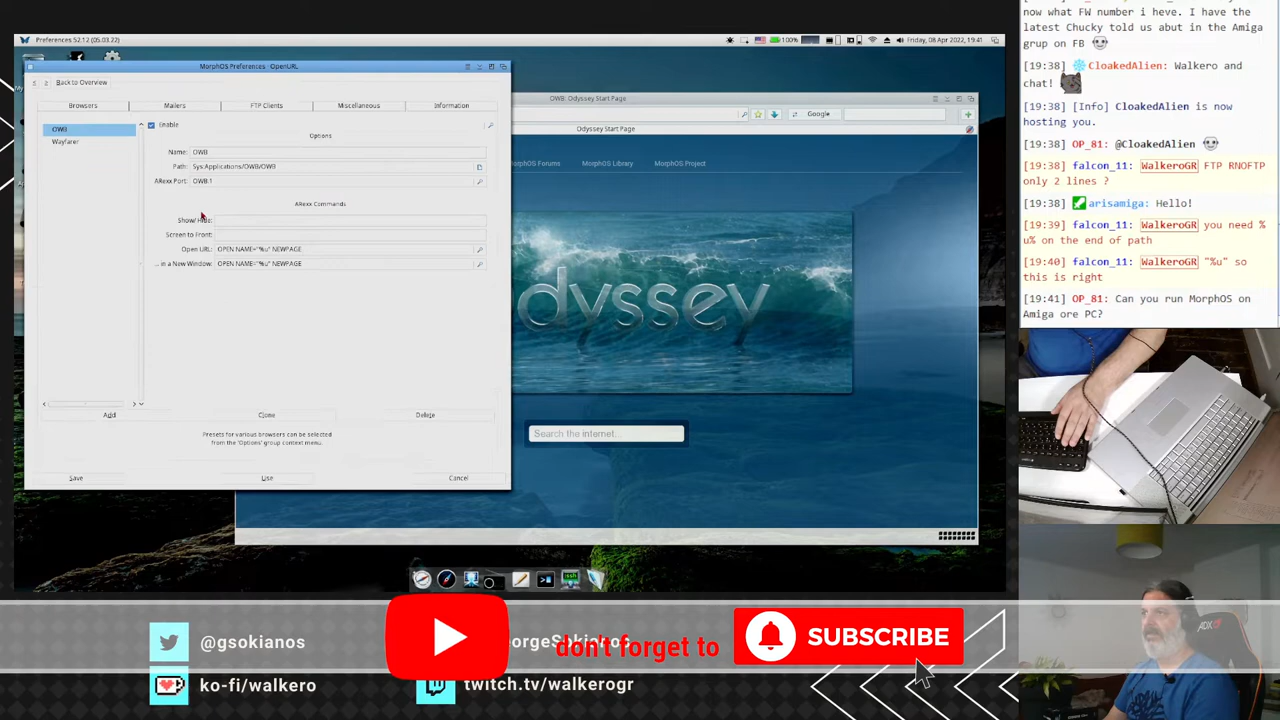 Preferences 52.12 (05.03.22)
100%
Friday, 08 Apr 2022, 19:41
MorphOS Preferences · OpenURL
Back to Overview
Browsers
Mailers
FTP Clients
Miscellaneous
Information
OWB
Wayfarer
Enable
Options
Name: OWB
Path: Sys:Applications/OWB/OWB
ARexx Port: OWB.1
ARexx Commands
Show/Hide:
Screen to Front:
Open URL: OPEN NAME="%u" NEWPAGE
... in a New Window: OPEN NAME="%u" NEWPAGE
Add
Clone
Delete
Presets for various browsers can be selected
from the 'Options' group context menu.
Save
Use
Cancel
OWB: Odyssey Start Page
Google
Odyssey Start Page
MorphOS Library
MorphOS Project
Odyssey
Search the internet...
ssh
now what FW number i heve. I have the
latest Chucky told us abut in the Amiga
grup on FB
[19:38] CloakedAlien: Walkero and
chat!
[19:38] [Info] CloakedAlien is now
hosting you.
[19:38] OP_81: @CloakedAlien
[19:38] falcon_11: WalkeroGR FTP RNOFTP
only 2 lines ?
[19:38] arisamiga: Hello!
[19:39] falcon_11: WalkeroGR you need %
u% on the end of path
[19:40] falcon_11: WalkeroGR "%u" so
this is right
[19:41] OP_81: Can you run MorphOS on
Amiga ore PC?
@gsokianos
don't forget to
SUBSCRIBE
ko-fi/walkero
twitch.tv/walkerogr